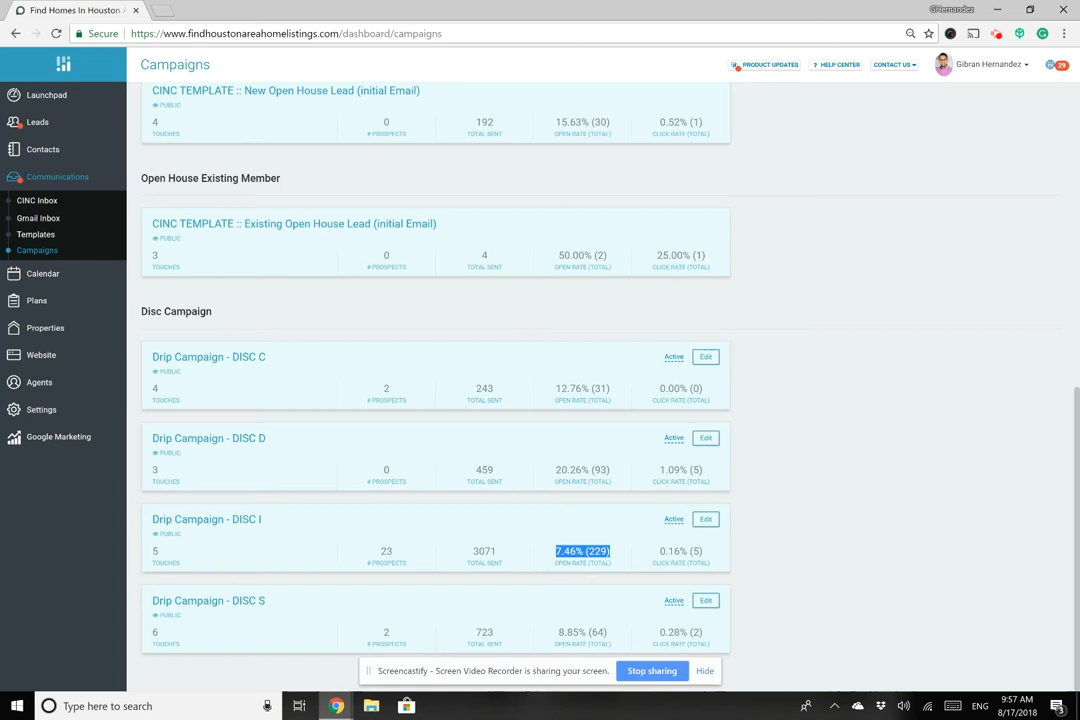 GHernandez
Find Homes In Houston
Secure
https://www.findhoustonareahomelistings.com/dashboard/campaigns
Campaigns
PRODUCT UPDATES
? HELP CENTER
CONTACT US
Gibran Hernandez
29
Launchpad
Leads
Contacts
Communications
CINC Inbox
Gmail Inbox
Templates
Campaigns
Calendar
Plans
Properties
Website
Agents
Settings
Google Marketing
CINC TEMPLATE :: New Open House Lead (initial Email)
PUBLIC
4 0 192 15.63% (30) 0.52% (1)
TOUCHES # PROSPECTS TOTAL SENT OPEN RATE (TOTAL) CLICK RATE (TOTAL)
Open House Existing Member
CINC TEMPLATE :: Existing Open House Lead (initial Email)
PUBLIC
3 0 4 50.00% (2) 25.00% (1)
TOUCHES # PROSPECTS TOTAL SENT OPEN RATE (TOTAL) CLICK RATE (TOTAL)
Disc Campaign
Drip Campaign - DISC C Active Edit
PUBLIC
4 2 243 12.76% (31) 0.00% (0)
TOUCHES # PROSPECTS TOTAL SENT OPEN RATE (TOTAL) CLICK RATE (TOTAL)
Drip Campaign - DISC D Active Edit
PUBLIC
3 0 459 20.26% (93) 1.09% (5)
TOUCHES # PROSPECTS TOTAL SENT OPEN RATE (TOTAL) CLICK RATE (TOTAL)
Drip Campaign - DISC I Active Edit
PUBLIC
5 23 3071 7.46% (229) 0.16% (5)
TOUCHES # PROSPECTS TOTAL SENT OPEN RATE (TOTAL) CLICK RATE (TOTAL)
Drip Campaign - DISC S Active Edit
PUBLIC
6 2 723 8.85% (64) 0.28% (2)
TOUCHES # PROSPECTS TOTAL SENT OPEN RATE (TOTAL) CLICK RATE (TOTAL)
Screencastify - Screen Video Recorder is sharing your screen. Stop sharing Hide
Type here to search
ENG
9:57 AM
8/17/2018
3